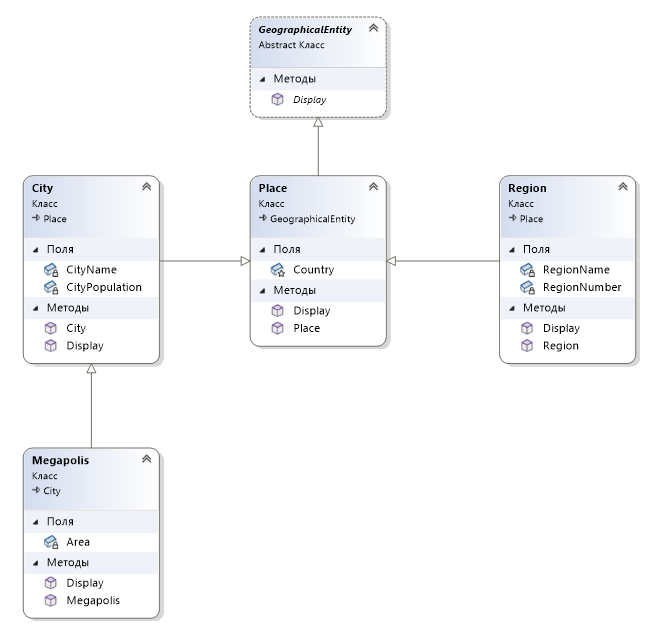 GeographicalEntity
Abstract Класс
Методы
Display
City
Класс
Place
Поля
CityName
CityPopulation
Методы
City
Display
Place
Класс
GeographicalEntity
Поля
Country
Методы
Display
Place
Region
Класс
Place
Поля
RegionName
RegionNumber
Методы
Display
Region
Megapolis
Класс
City
Поля
Area
Методы
Display
Megapolis